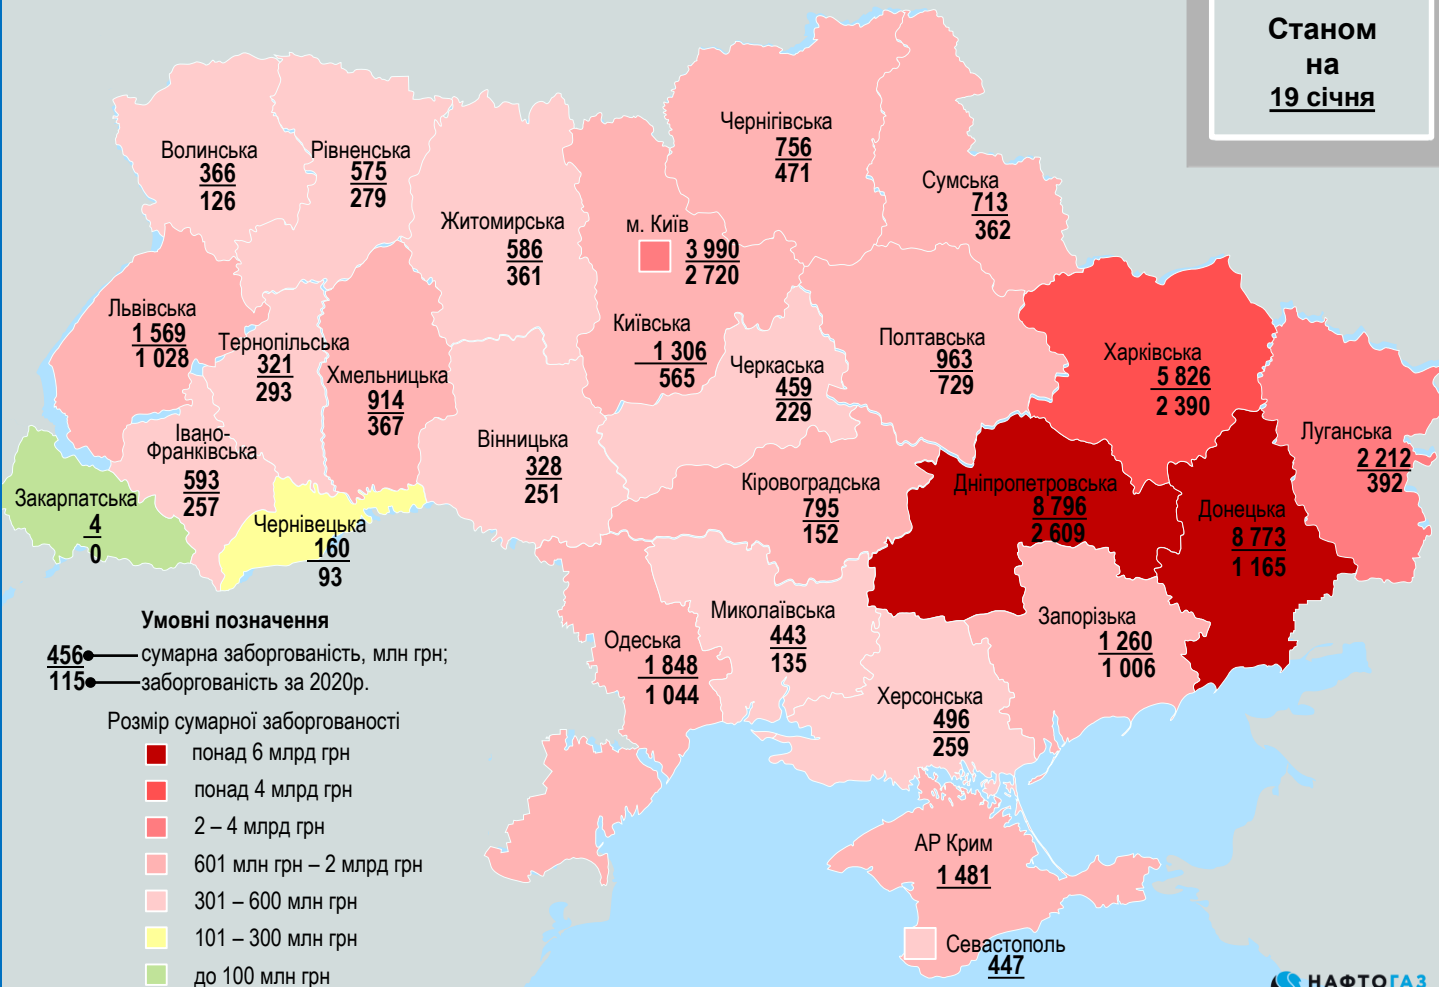 Станом
на
19 січня
Волинська
366
126
Рівненська
575
279
Житомирська
586
361
м. Київ
3 990
2 720
Чернігівська
756
471
Сумська
713
362
Львівська
1 569
1 028
Тернопільська
321
293
Хмельницька
914
367
Київська
1 306
565
Черкаська
459
229
Полтавська
963
729
Харківська
5 826
2 390
Луганська
2 212
392
Івано-
Франківська
593
257
Закарпатська
4
0
Чернівецька
160
93
Вінницька
328
251
Кіровоградська
795
152
Дніпропетровська
8 796
2 609
Донецька
8 773
1 165
Одеська
1 848
1 044
Миколаївська
443
135
Запорізька
1 260
1 006
Херсонська
496
259
АР Крим
1 481
Севастополь
447
Умовні позначення
456 сумарна заборгованість, млн грн;
115 заборгованість за 2020р.
Розмір сумарної заборгованості
понад 6 млрд грн
понад 4 млрд грн
2 – 4 млрд грн
601 млн грн – 2 млрд грн
301 – 600 млн грн
101 – 300 млн грн
до 100 млн грн
НАФТОГАЗ